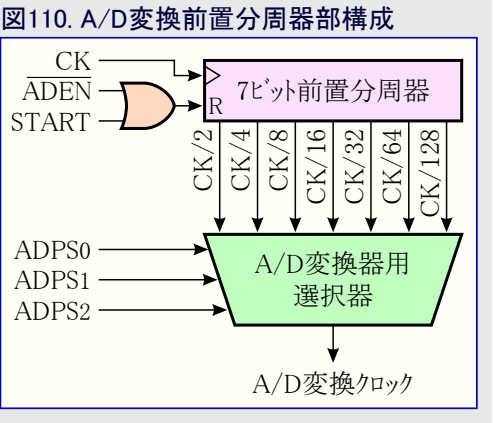 図110. A/D変換前置分周器部構成
CK
ADEN
START
R
7ビット前置分周器
CK/2
CK/4
CK/8
CK/16
CK/32
CK/64
CK/128
ADPS0
ADPS1
ADPS2
A/D変換器用
選択器
A/D変換クロック